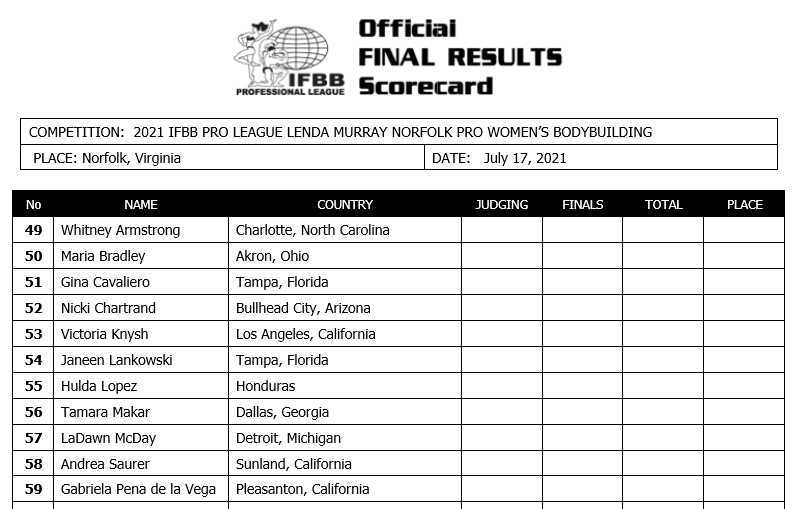 Official
FINAL RESULTS
Scorecard
IFBB
PROFESSIONAL LEAGUE
COMPETITION: 2021 IFBB PRO LEAGUE LENDA MURRAY NORFOLK PRO WOMEN'S BODYBUILDING
PLACE: Norfolk, Virginia DATE: July 17, 2021
No NAME COUNTRY JUDGING FINALS TOTAL PLACE
49 Whitney Armstrong Charlotte, North Carolina
50 Maria Bradley Akron, Ohio
51 Gina Cavaliero Tampa, Florida
52 Nicki Chartrand Bullhead City, Arizona
53 Victoria Knysh Los Angeles, California
54 Janeen Lankowski Tampa, Florida
55 Hulda Lopez Honduras
56 Tamara Makar Dallas, Georgia
57 LaDawn McDay Detroit, Michigan
58 Andrea Saurer Sunland, California
59 Gabriela Pena de la Vega Pleasanton, California